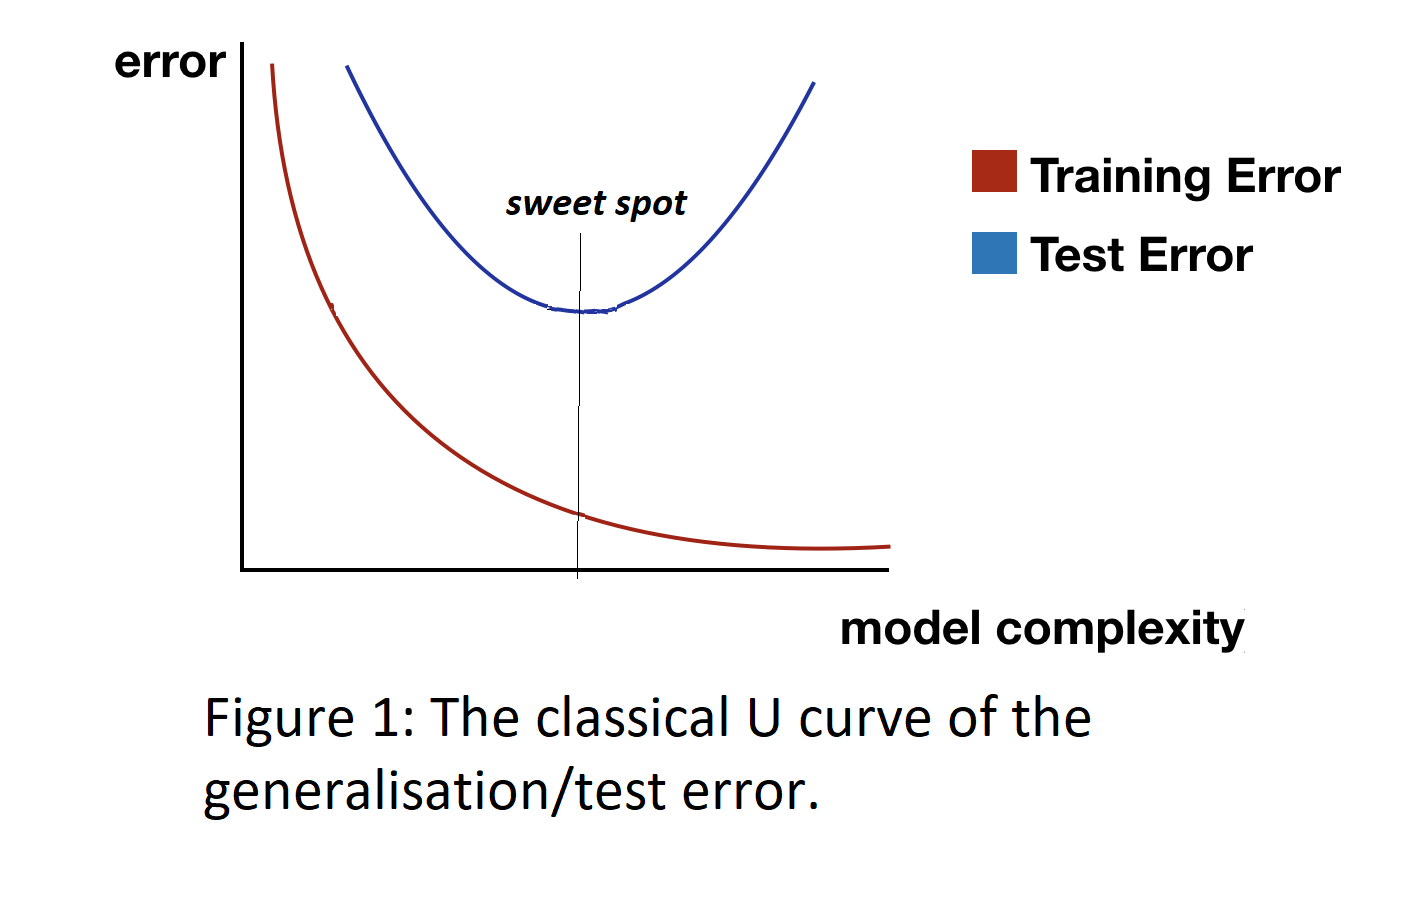 error
sweet spot
Training Error
Test Error
model complexity
Figure 1: The classical U curve of the
generalisation/test error.